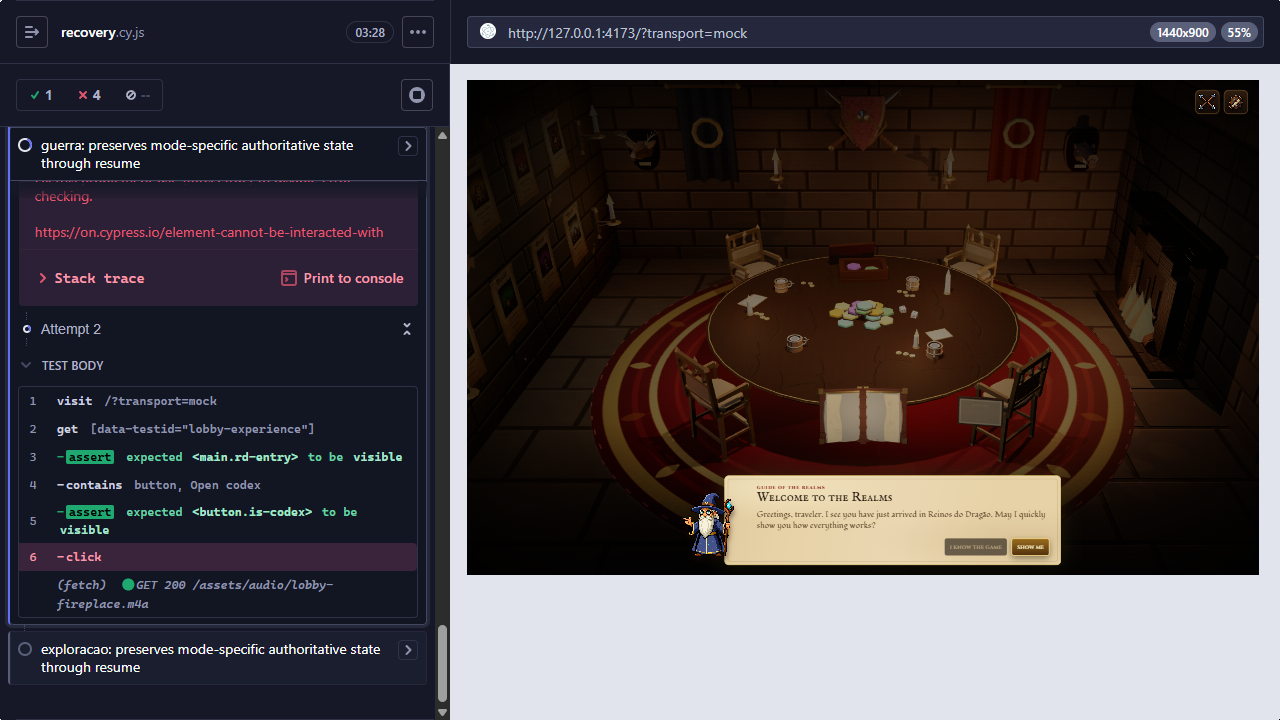 recovery.cy.js
03:28
http://127.0.0.1:4173/?transport=mock
1440x900
55%
1
4
--
guerra: preserves mode-specific authoritative state
through resume
checking.
https://on.cypress.io/element-cannot-be-interacted-with
Stack trace
Print to console
Attempt 2
TEST BODY
1 visit /?transport=mock
2 get [data-testid="lobby-experience"]
3 -assert expected <main.rd-entry> to be visible
4 -contains button, Open codex
5 -assert expected <button.is-codex> to be
visible
6 -click
(fetch) GET 200 /assets/audio/lobby-
fireplace.m4a
exploracao: preserves mode-specific authoritative state
through resume
GUIDE OF THE REALMS
Welcome to the Realms
Greetings, traveler. I see you have just arrived in Reinos do Dragão. May I quickly
show you how everything works?
I KNOW THE GAME
SHOW ME